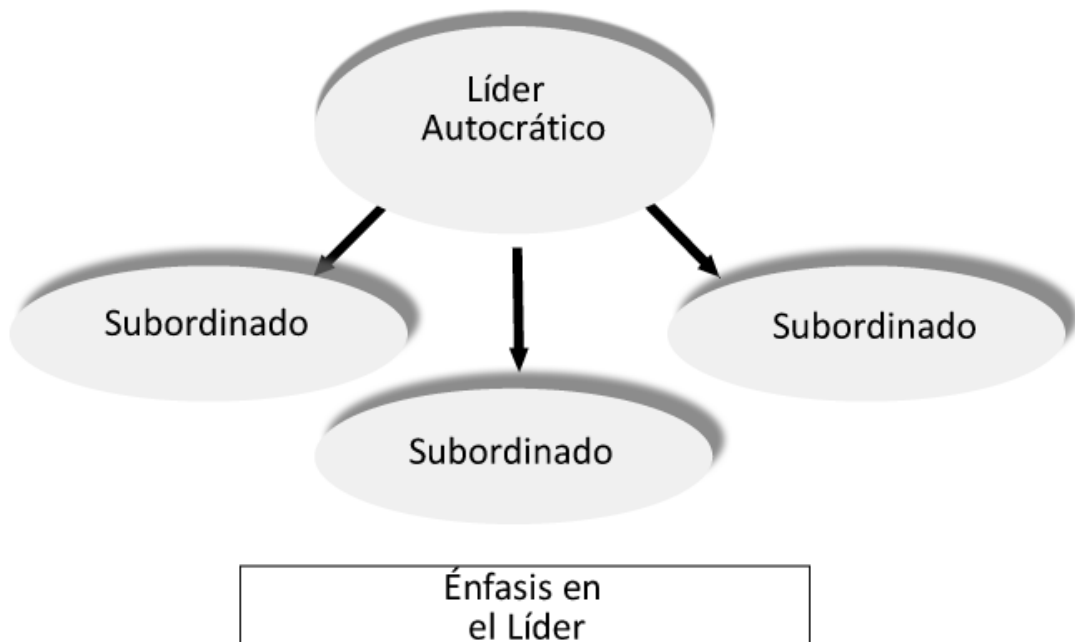 Líder
Autocrático
Subordinado
Subordinado
Subordinado
Énfasis en
el Líder